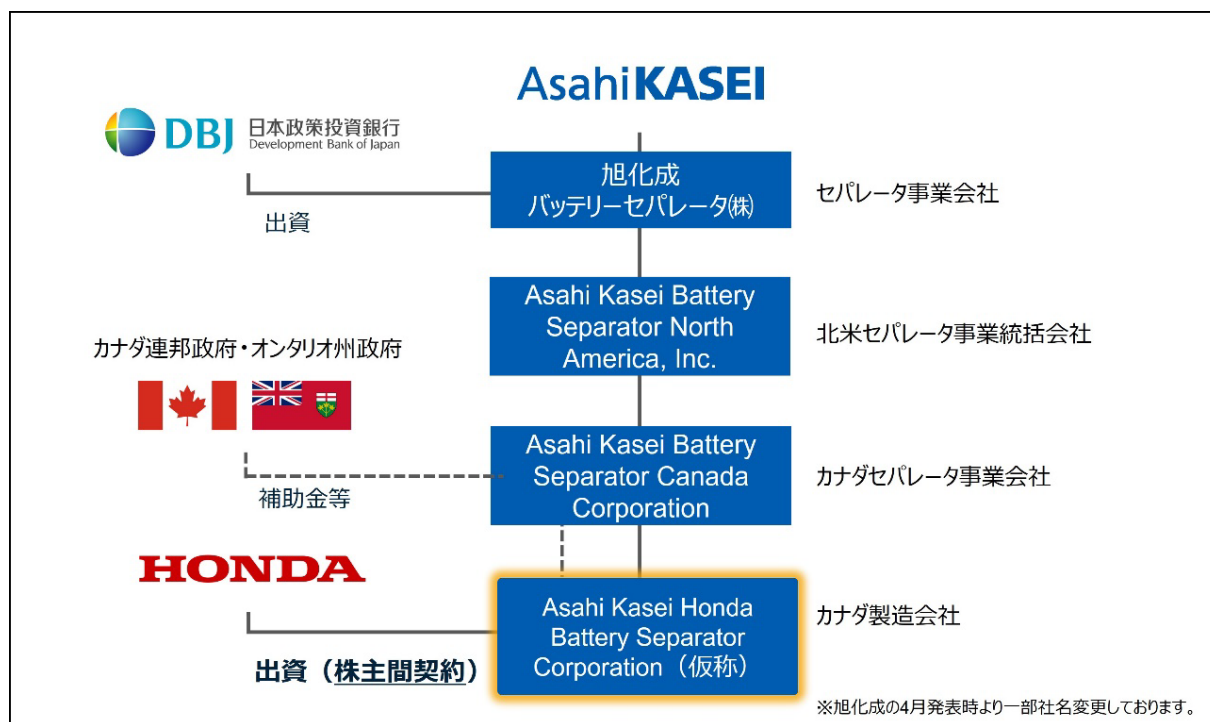 AsahiKASEI
DBJ 日本政策投資銀行
Development Bank of Japan
旭化成
バッテリーセパレータ㈱
セパレータ事業会社
出資
Asahi Kasei Battery
Separator North
America, Inc.
北米セパレータ事業統括会社
カナダ連邦政府・オンタリオ州政府
Asahi Kasei Battery
Separator Canada
Corporation
カナダセパレータ事業会社
補助金等
HONDA
Asahi Kasei Honda
Battery Separator
Corporation（仮称）
カナダ製造会社
出資（株主間契約）
※旭化成の4月発表時より一部社名変更しております。